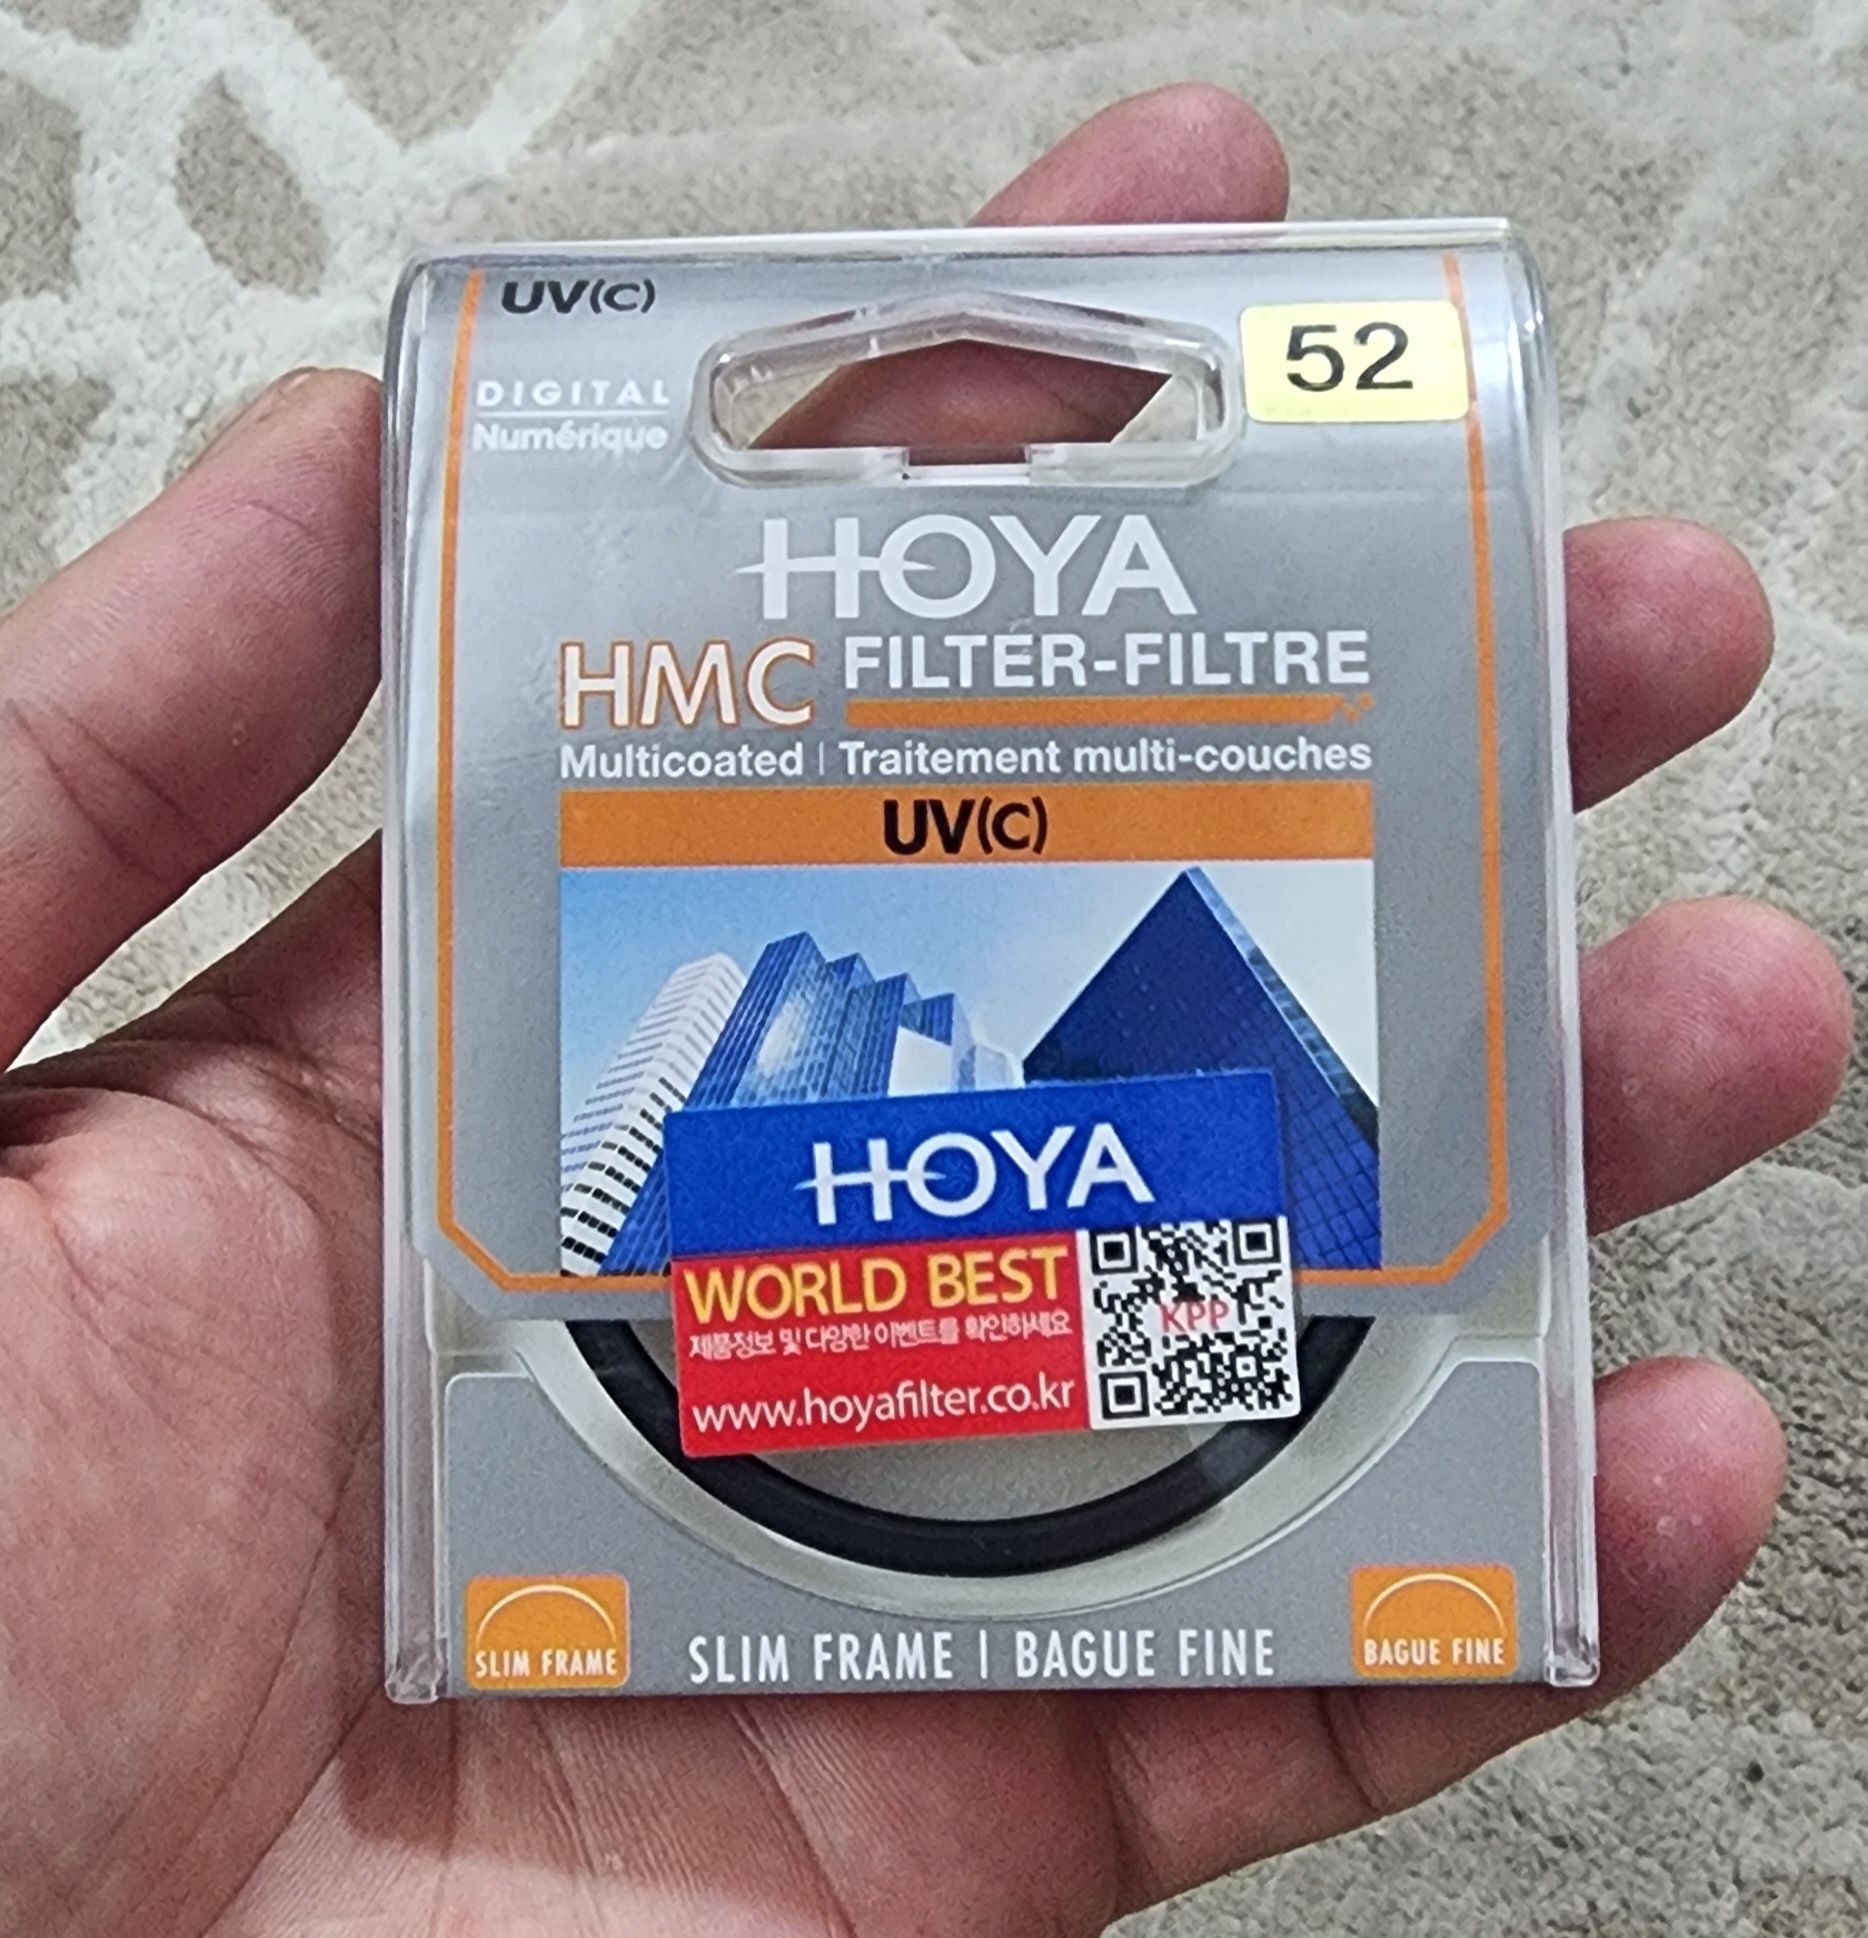 UV(C)
52
DIGITAL
Numérique
HOYA
HMC FILTER-FILTRE
Multicoated | Traitement multi-couches
UV(C)
HOYA
WORLD BEST
제품정보 및 다양한 이벤트를 확인하세요
www.hoyafilter.co.kr
KPP
SLIM FRAME
SLIM FRAME | BAGUE FINE
BAGUE FINE